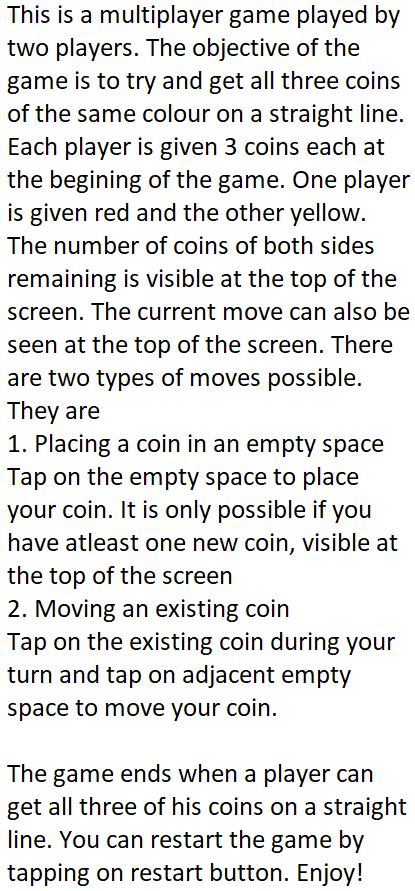 This is a multiplayer game played by
two players. The objective of the
game is to try and get all three coins
of the same colour on a straight line.
Each player is given 3 coins each at
the begining of the game. One player
is given red and the other yellow.
The number of coins of both sides
remaining is visible at the top of the
screen. The current move can also be
seen at the top of the screen. There
are two types of moves possible.
They are
1. Placing a coin in an empty space
Tap on the empty space to place
your coin. It is only possible if you
have atleast one new coin, visible at
the top of the screen
2. Moving an existing coin
Tap on the existing coin during your
turn and tap on adjacent empty
space to move your coin.

The game ends when a player can
get all three of his coins on a straight
line. You can restart the game by
tapping on restart button. Enjoy!